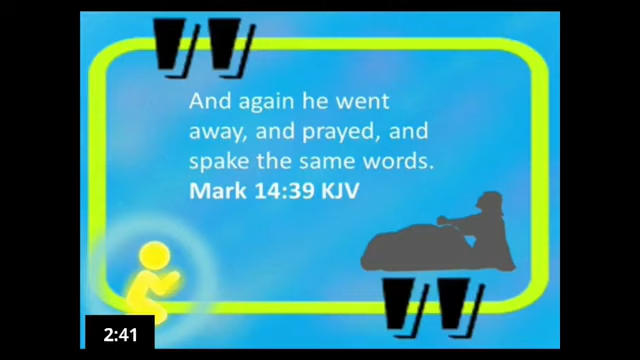 And again he went
away, and prayed, and
spake the same words.
Mark 14:39 KJV
2:41